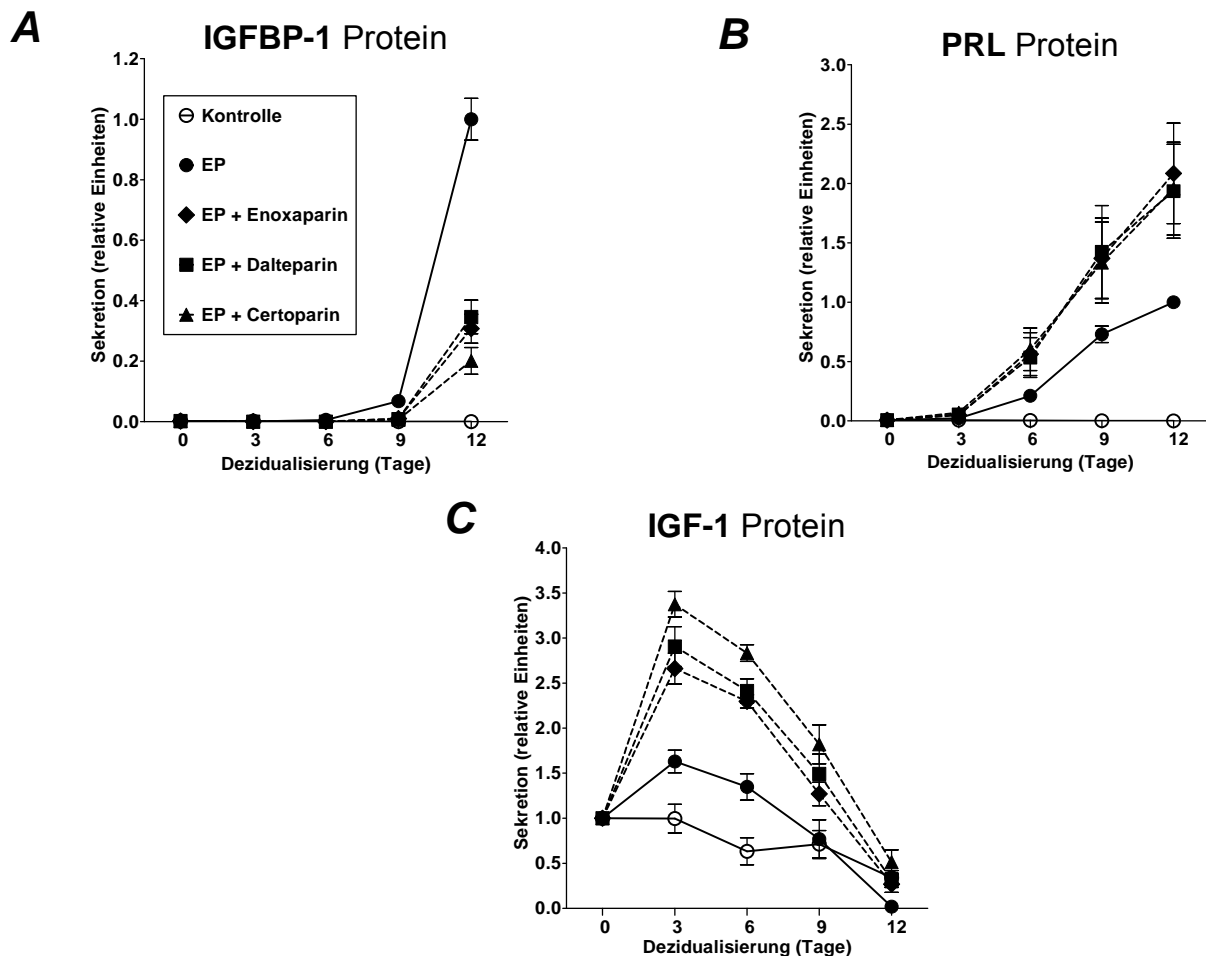 A
IGFBP-1 Protein
Sekretion (relative Einheiten)
1.2
1.0
0.8
0.6
0.4
0.2
0.0
Kontrolle
EP
EP + Enoxaparin
EP + Dalteparin
EP + Certoparin
0 3 6 9 12
Dezidualisierung (Tage)
B
PRL Protein
Sekretion (relative Einheiten)
3.0
2.5
2.0
1.5
1.0
0.5
0.0
0 3 6 9 12
Dezidualisierung (Tage)
C
IGF-1 Protein
Sekretion (relative Einheiten)
4.0
3.5
3.0
2.5
2.0
1.5
1.0
0.5
0.0
0 3 6 9 12
Dezidualisierung (Tage)